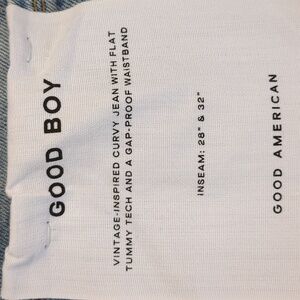 GOOD BOY
VINTAGE-INSPIRED CURVY JEAN WITH FLAT
TUMMY TECH AND A GAP-PROOF WAISTBAND
INSEAM: 28" & 32"
GOOD AMERICAN